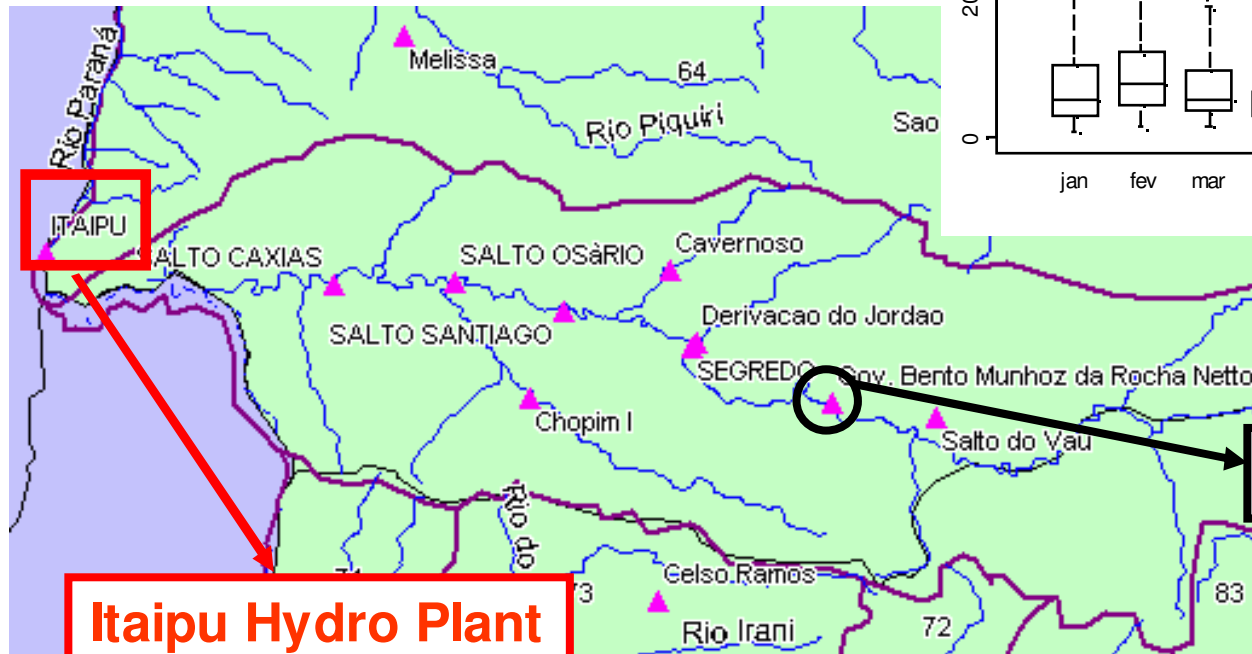 20
0
jan fev mar
Melissa
64
Rio Paraná
Rio Piquiri
Sao
ITAIPU
ALTO CAXIAS
SALTO OSàRIO
Cavernoso
SALTO SANTIAGO
Derivacao do Jordao
SEGREDO
Gov. Bento Munhoz da Rocha Netto
Chopim I
Salto do Vau
Rio do
Celso Ramos
73
83
Rio Irani
72
Itaipu Hydro Plant